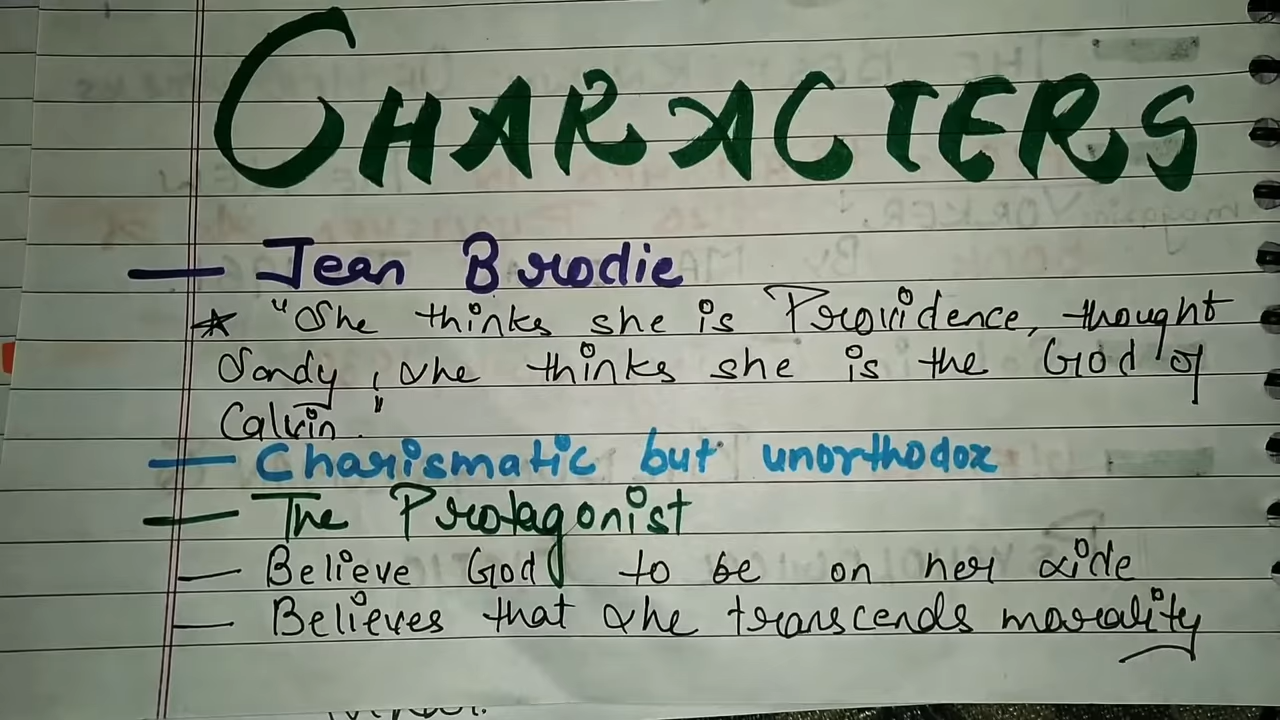 CHARACTERS
— Jean Brodie
* "She thinks she is Providence, thought
Sandy, she thinks she is the God of
Calvin."
— Charismatic but unorthodox
— The Protagonist
— Believe God to be on her side
— Believes that she transcends morality